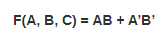 F(A, B, C) = AB + A’B’